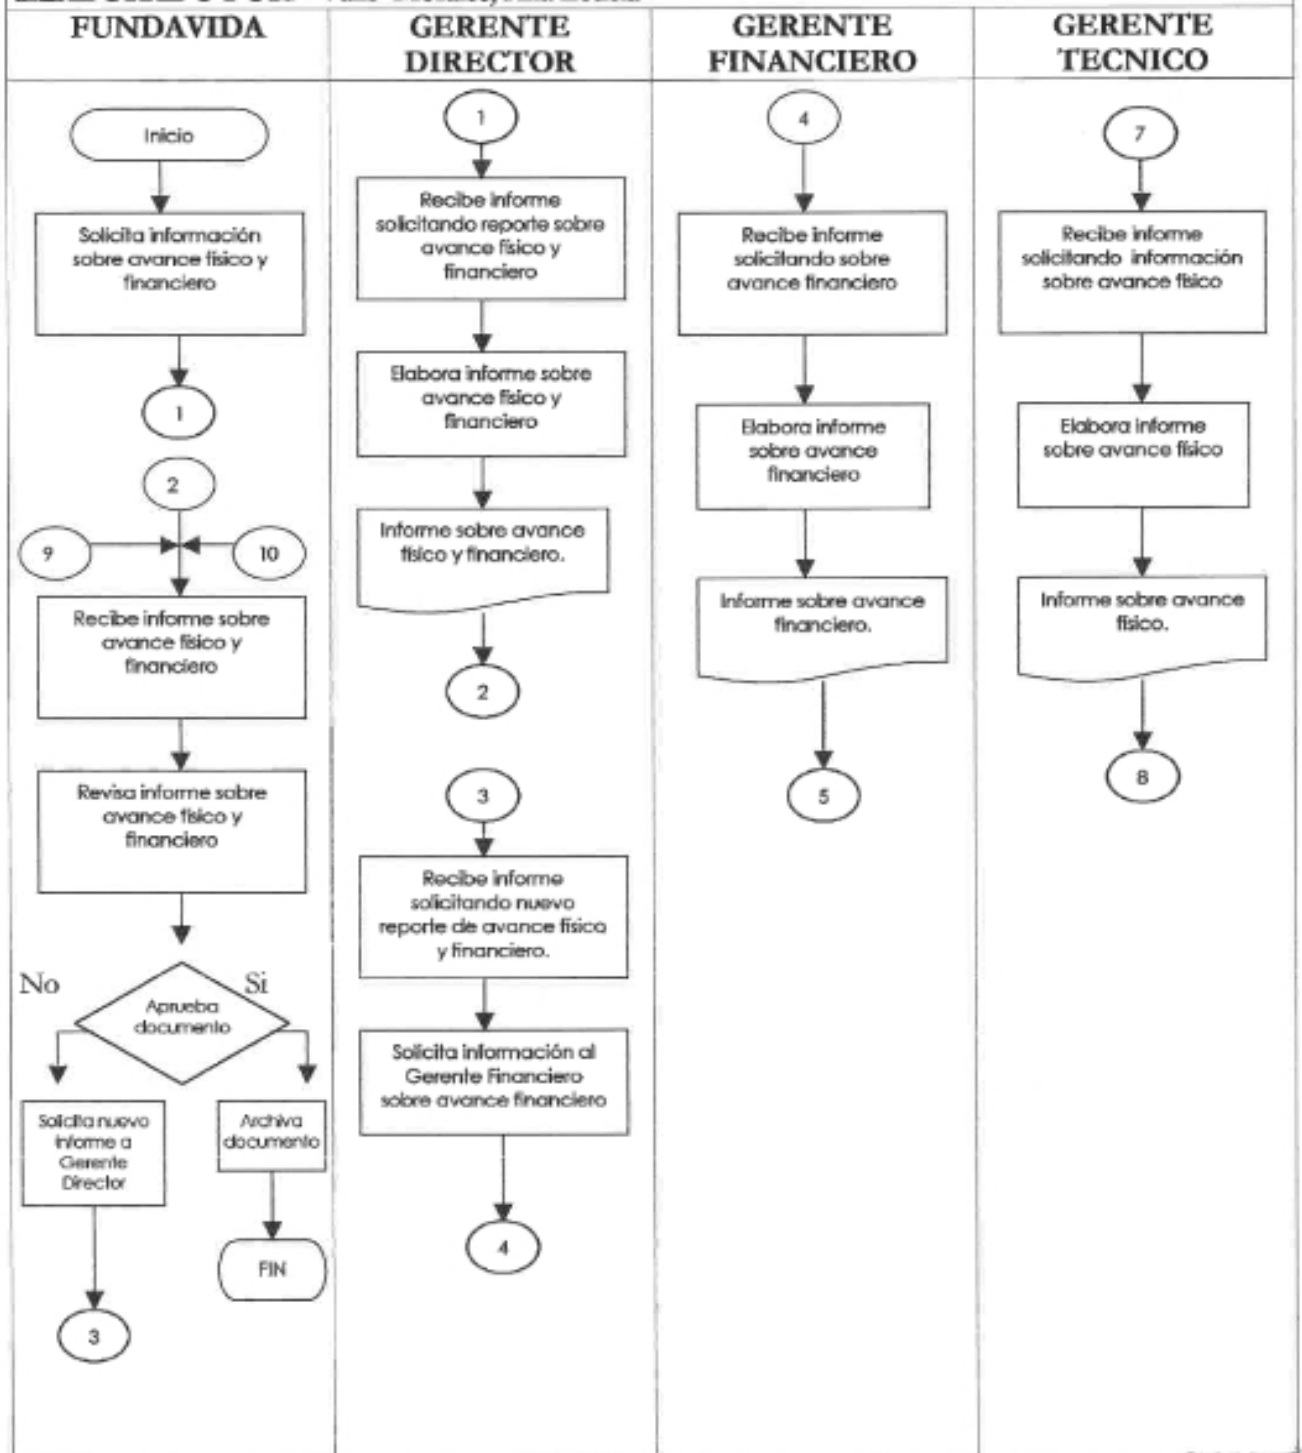 FUNDAVIDA
GERENTE
DIRECTOR
GERENTE
FINANCIERO
GERENTE
TECNICO
Inicio
Solicita información
sobre avance físico y
financiero
1
2
9
10
Recibe informe sobre
avance físico y
financiero
Revisa informe sobre
avance físico y
financiero
No
Si
Aprueba
documento
Solicita nuevo
informe a
Gerente
Director
Archiva
documento
FIN
3
1
Recibe informe
solicitando reporte sobre
avance físico y
financiero
Elabora informe sobre
avance físico y
financiero
Informe sobre avance
físico y financiero.
2
3
Recibe informe
solicitando nuevo
reporte de avance físico
y financiero.
Solicita información al
Gerente Financiero
sobre avance financiero
4
4
Recibe informe
solicitando sobre
avance financiero
Elabora informe
sobre avance
financiero
Informe sobre avance
financiero.
5
7
Recibe informe
solicitando información
sobre avance físico
Elabora informe
sobre avance físico
Informe sobre avance
físico.
8